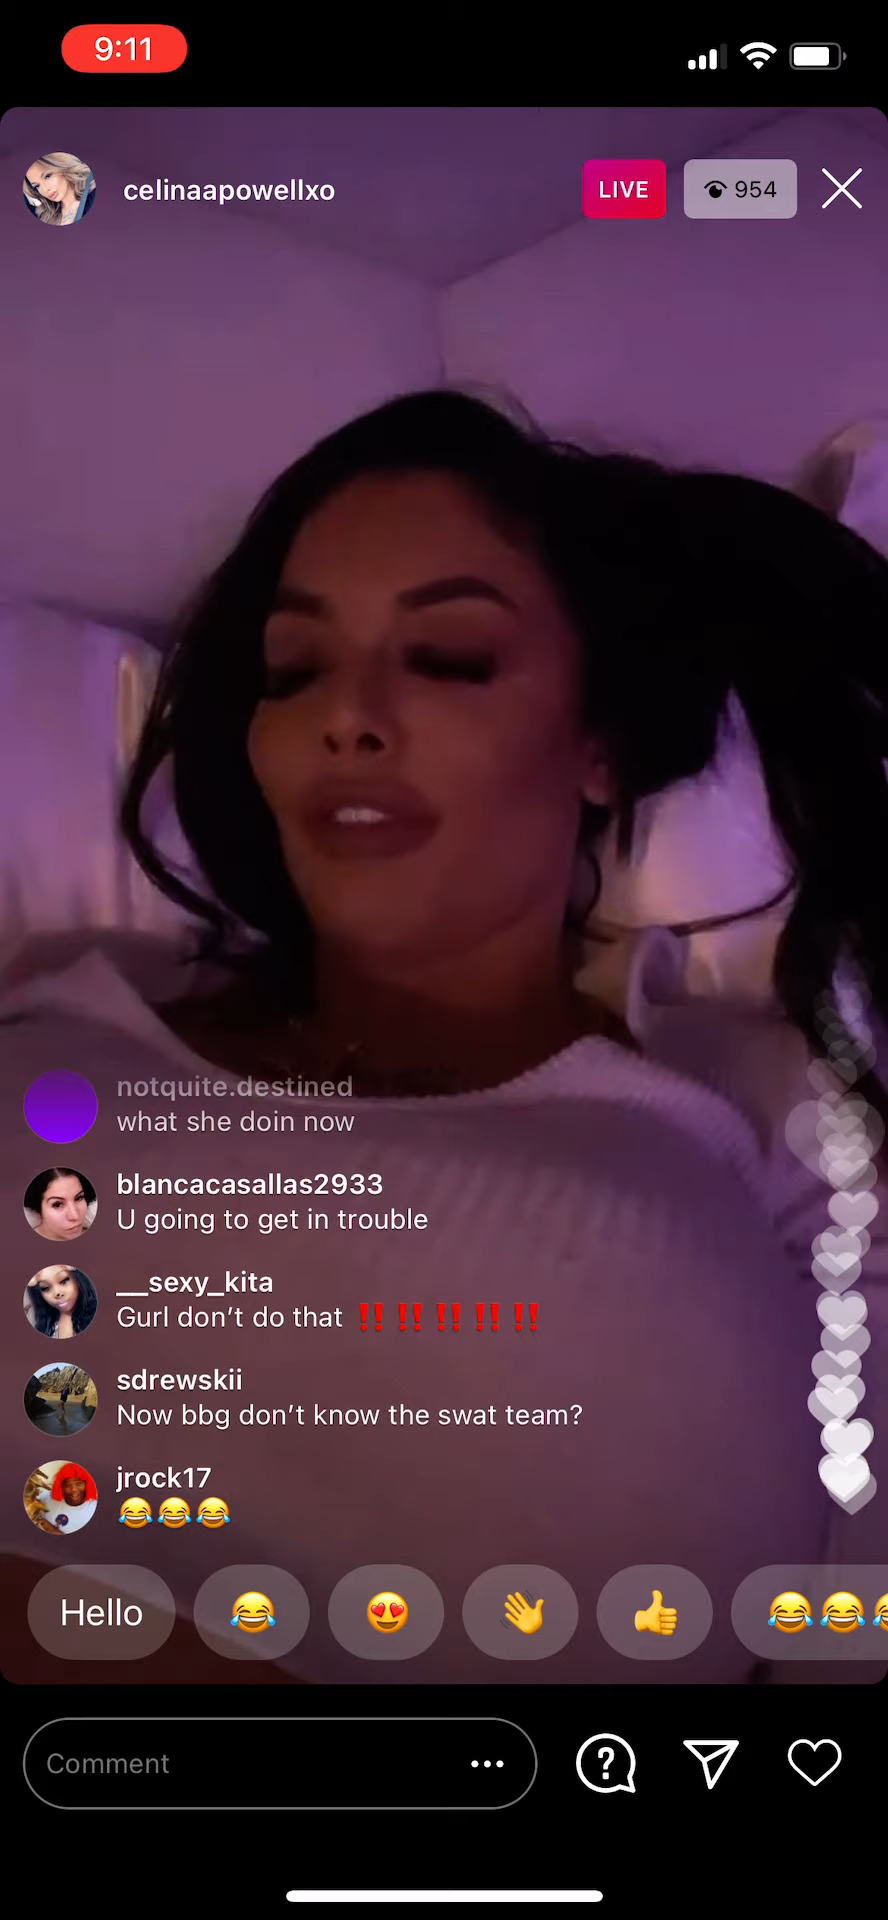 9:11
celinaapowellxo
LIVE
954
notquite.destined
what she doin now
blancacasallas2933
U going to get in trouble
__sexy_kita
Gurl don’t do that ‼️‼️‼️‼️‼️
sdrewskii
Now bbg don’t know the swat team?
jrock17
😂😂😂
Hello 😂 😍 👋 👍 😂😂
Comment